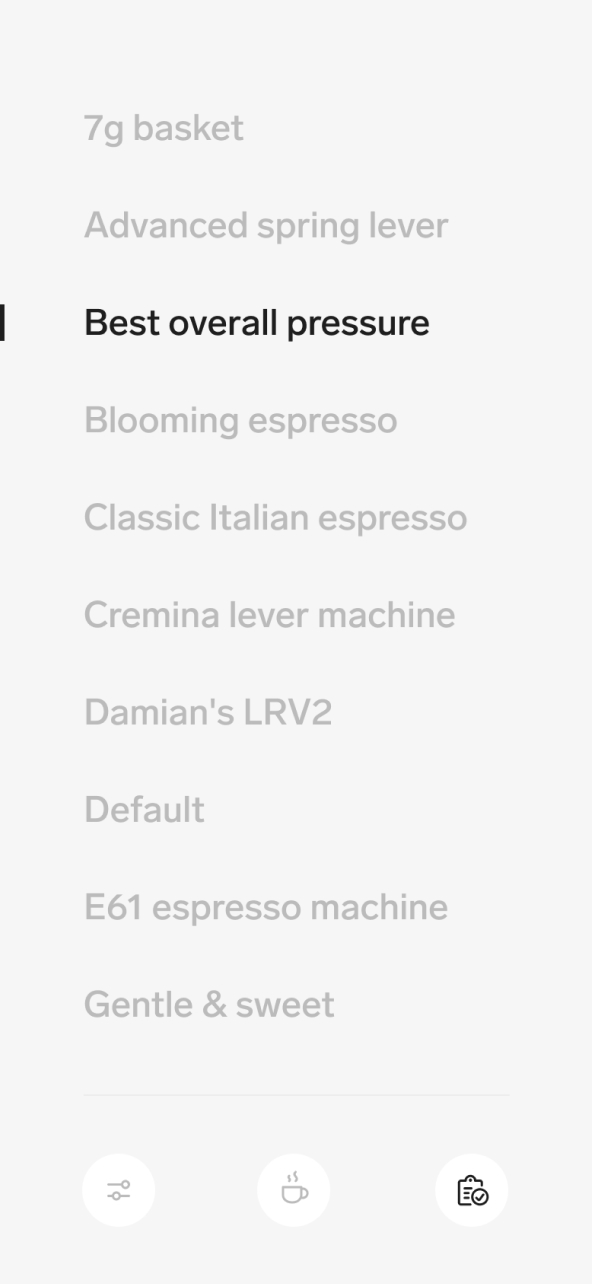 7g basket
Advanced spring lever
Best overall pressure
Blooming espresso
Classic Italian espresso
Cremina lever machine
Damian's LRV2
Default
E61 espresso machine
Gentle & sweet